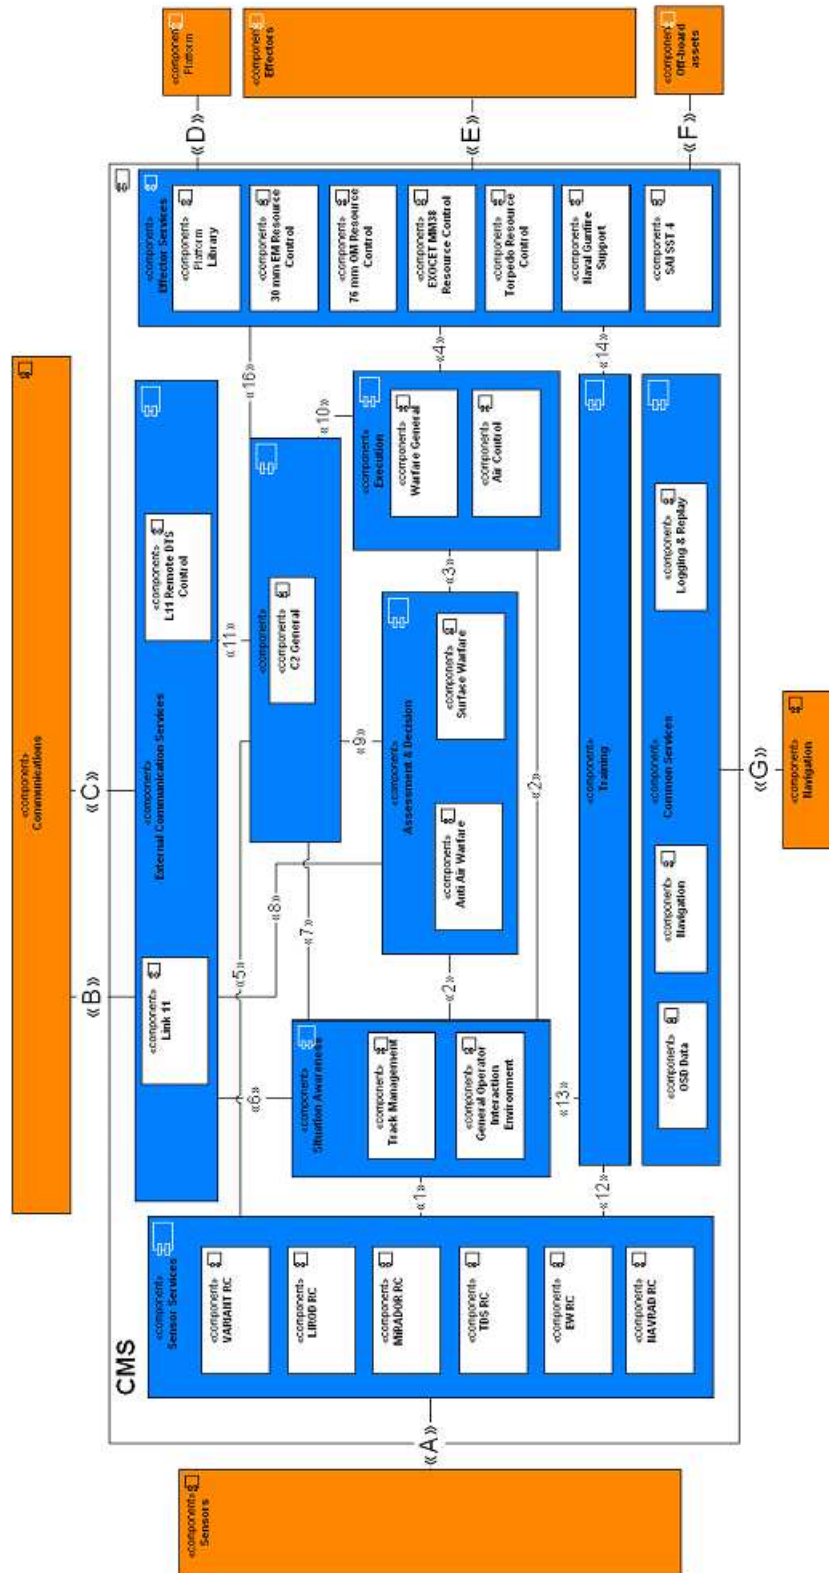 «component»
Communications
«B»
«C»
CMS
«component»
External Communication Services
«component»
Link 11
«component»
L11 Remote DTS
Control
«component»
Sensors
«A»
«component»
Sensor Services
«component»
VARIANT RC
«component»
LIROD RC
«component»
MIRADOR RC
«component»
TDS RC
«component»
EW RC
«component»
NAVRAD RC
«6»
«5»
«8»
«7»
«11»
«16»
«component»
C2 General
«component»
«component»
Situation Awareness
«component»
Track Management
«component»
General Operator
Interaction
Environment
«1»
«2»
«9»
«10»
«component»
Assessment & Decision
«component»
Anti Air Warfare
«component»
Surface Warfare
«3»
«component»
Execution
«component»
Warfare General
«component»
Air Control
«4»
«2»
«13»
«12»
«14»
«component»
Training
«component»
Common Services
«component»
OSD Data
«component»
Navigation
«component»
Logging & Replay
«component»
Effector Services
«component»
Platform
Library
«component»
30 mm EM Resource
Control
«component»
76 mm OM Resource
Control
«component»
EXOCET MM38
Resource Control
«component»
Torpedo Resource
Control
«component»
Naval Gunfire
Support
«component»
SAI SST 4
«D»
«E»
«F»
«component»
Platform
«component»
Effectors
«component»
Off-board
assets
«G»
«component»
Navigation